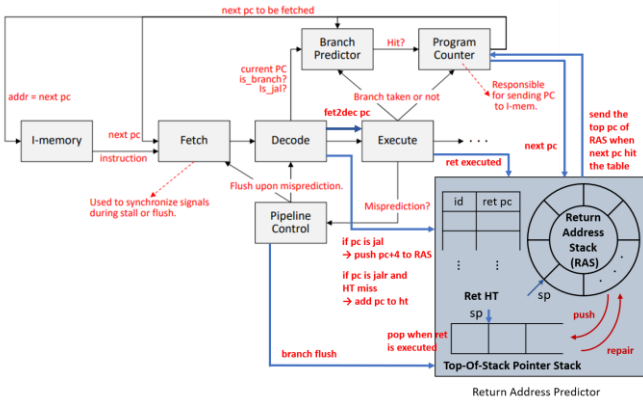 next pc to be fetched
Branch
Predictor
Hit?
Program
Counter
current PC
is_branch?
Is_jal?
addr = next pc
Responsible
for sending PC
to I-mem.
Branch taken or not
fet2dec pc
send the
top pc of
RAS when
next pc hit
the table
I-memory
next pc
instruction
Fetch
Decode
Execute
. . .
next pc
ret executed
Used to synchronize signals
during stall or flush.
Flush upon misprediction.
Misprediction?
Pipeline
Control
id
ret pc
Return
Address
Stack
(RAS)
if pc is jal
→ push pc+4 to RAS
if pc is jalr and
HT miss
→ add pc to ht
Ret HT
sp
sp
push
pop when ret
is executed
repair
branch flush
Top-Of-Stack Pointer Stack
Return Address Predictor